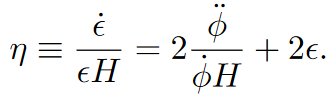 η ≡ ϵ̇/(ϵH) = 2 ϕ̈/(ϕ̇H) + 2ϵ.